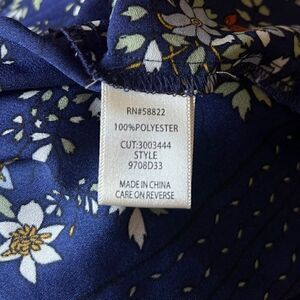 RN#58822
100%POLYESTER
CUT:3003444
STYLE
9708D33
MADE IN CHINA
CARE ON REVERSE